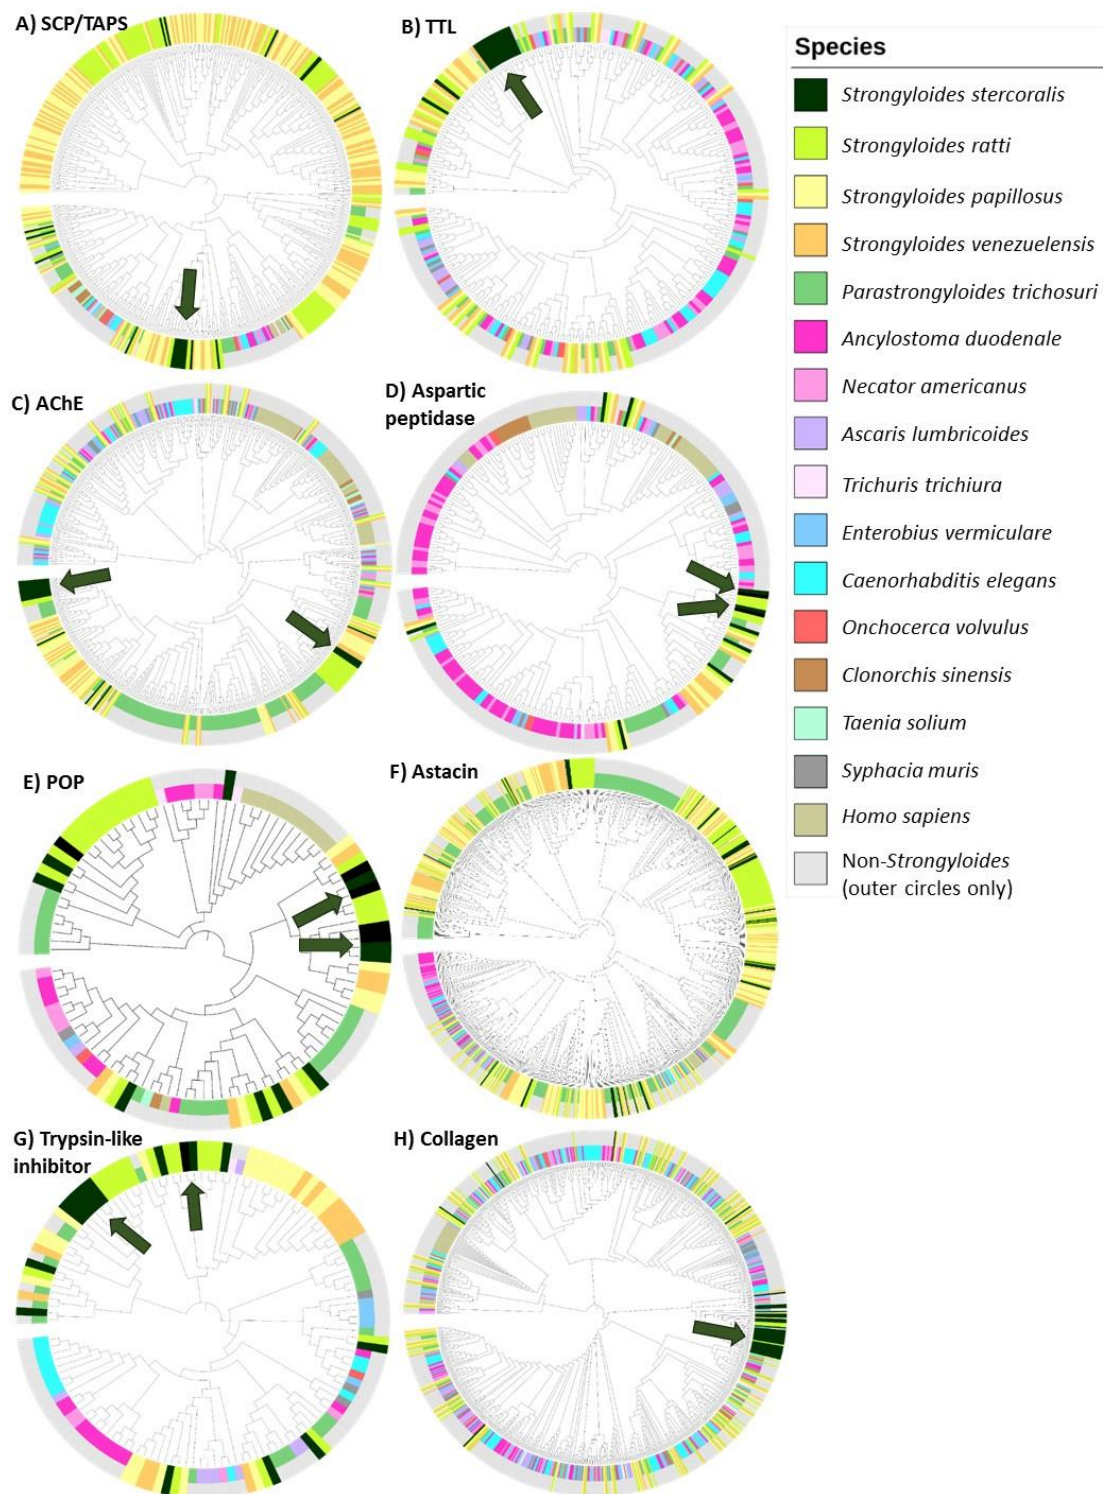 A) SCP/TAPS
B) TTL
C) AChE
D) Aspartic
peptidase
E) POP
F) Astacin
G) Trypsin-like
inhibitor
H) Collagen
Species
Strongyloides stercoralis
Strongyloides ratti
Strongyloides papillosus
Strongyloides venezuelensis
Parastrongyloides trichosuri
Ancylostoma duodenale
Necator americanus
Ascaris lumbricoides
Trichuris trichiura
Enterobius vermiculare
Caenorhabditis elegans
Onchocerca volvulus
Clonorchis sinensis
Taenia solium
Syphacia muris
Homo sapiens
Non-Strongyloides
(outer circles only)